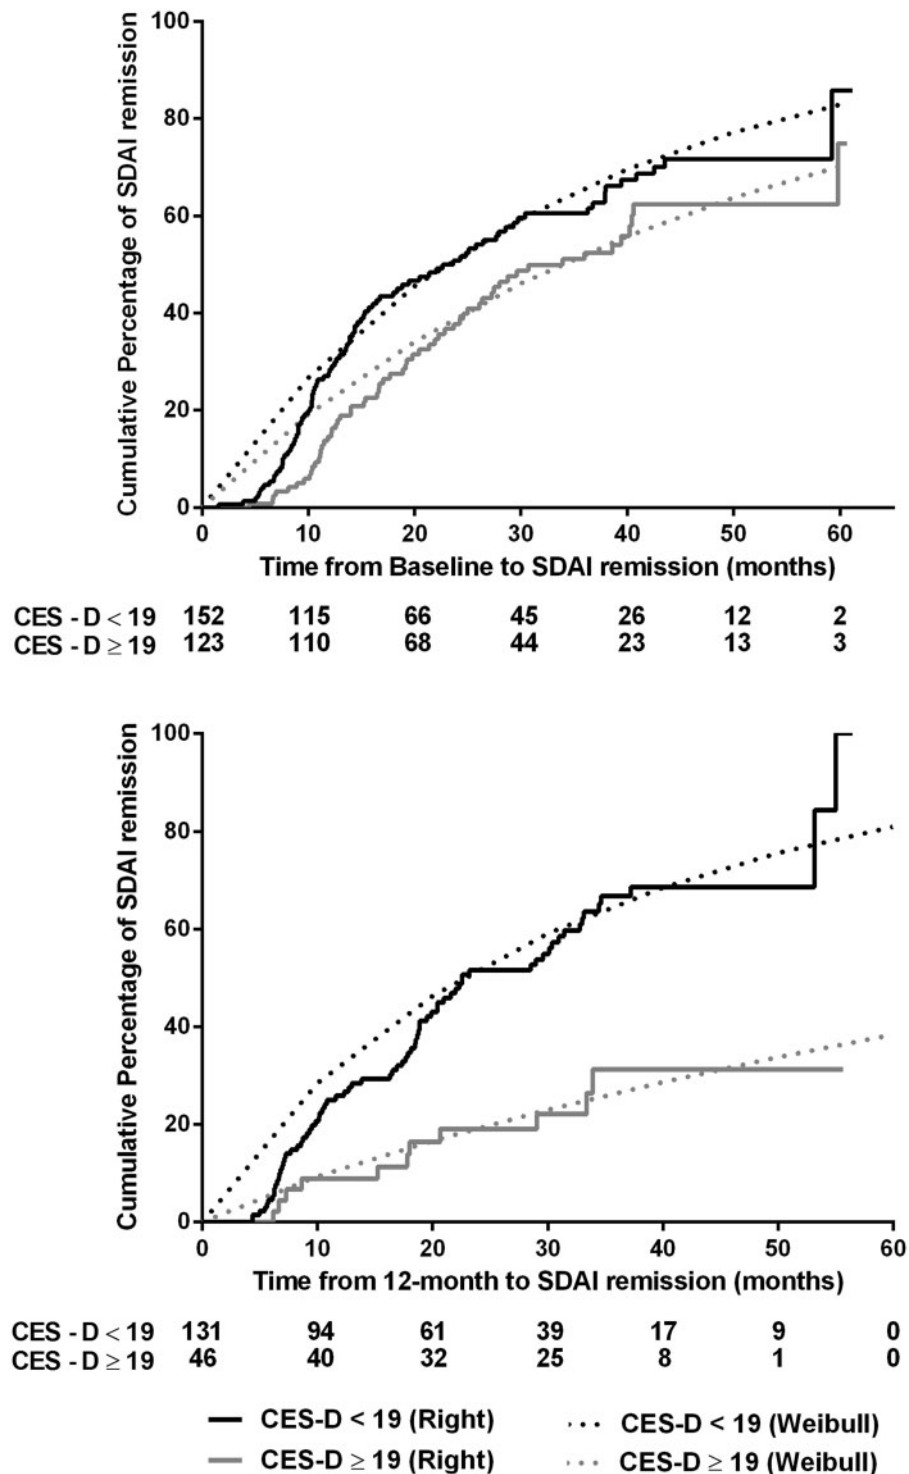 Cumulative Percentage of SDAI remission
100
80
60
40
20
0
0 10 20 30 40 50 60
Time from Baseline to SDAI remission (months)
CES - D < 19 152 115 66 45 26 12 2
CES - D ≥ 19 123 110 68 44 23 13 3
Cumulative Percentage of SDAI remission
100
80
60
40
20
0
0 10 20 30 40 50 60
Time from 12-month to SDAI remission (months)
CES - D < 19 131 94 61 39 17 9 0
CES - D ≥ 19 46 40 32 25 8 1 0
CES-D < 19 (Right) CES-D < 19 (Weibull)
CES-D ≥ 19 (Right) CES-D ≥ 19 (Weibull)